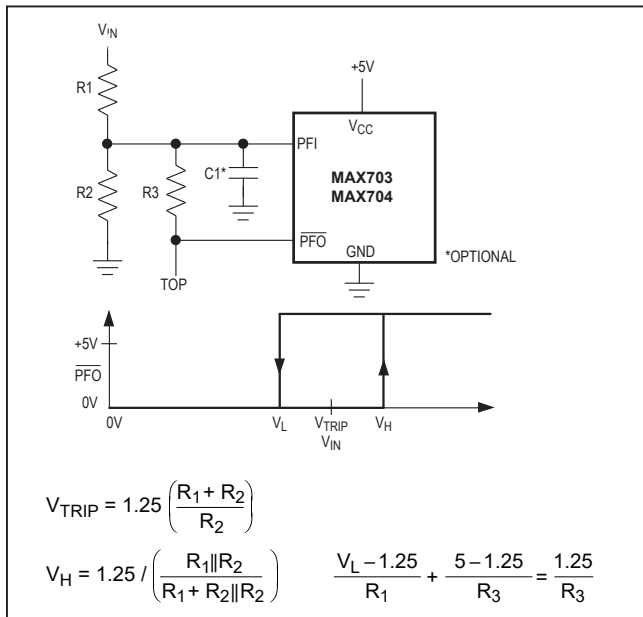 V'IN
+5V
R1
VCC
PFI
R2
R3
C1*
MAX703
MAX704
PFO
GND
*OPTIONAL
TOP
+5V
PFO
0V
0V
VL
VTRIP
VH
VIN
VTRIP = 1.25 (R1 + R2 / R2)
VH = 1.25 / (R1||R2 / R1 + R2||R2)
VL – 1.25 / R1 + 5 – 1.25 / R3 = 1.25 / R3